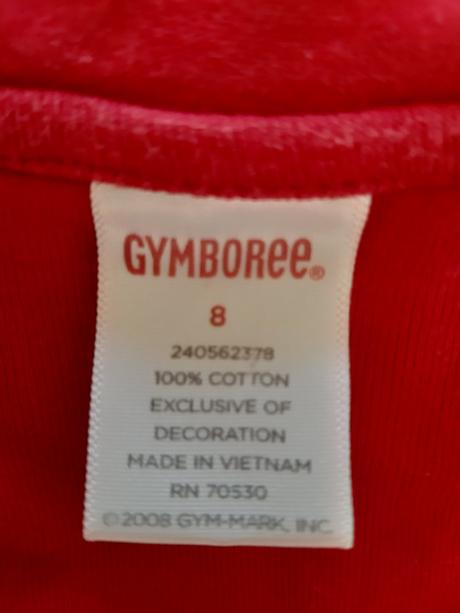 GYMBOREE®
8
240562378
100% COTTON
EXCLUSIVE OF
DECORATION
MADE IN VIETNAM
RN 70530
©2008 GYM-MARK, INC.